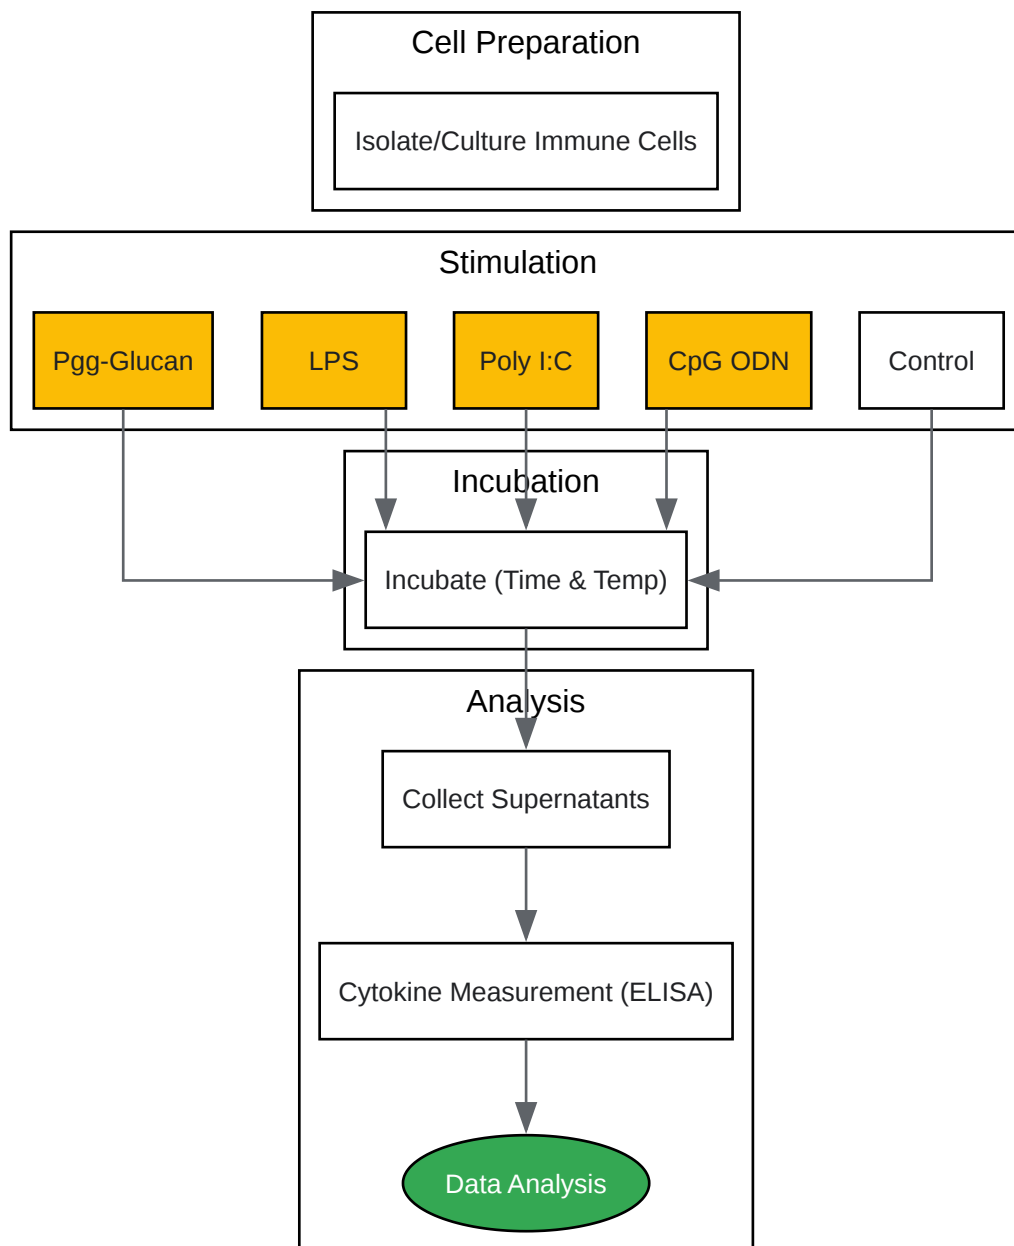 Cell Preparation
Isolate/Culture Immune Cells
Stimulation
Pgg-Glucan
LPS
Poly I:C
CpG ODN
Control
Incubation
Incubate (Time & Temp)
Analysis
Collect Supernatants
Cytokine Measurement (ELISA)
Data Analysis